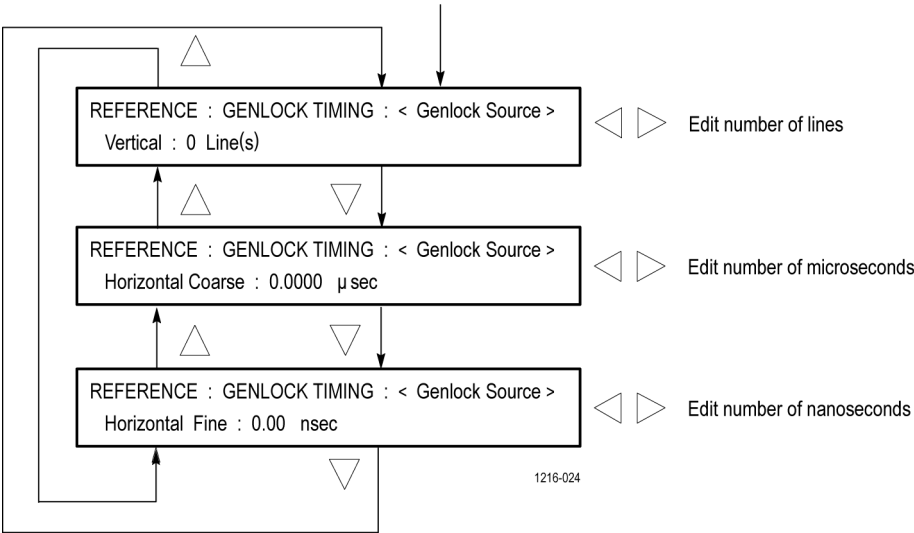 REFERENCE : GENLOCK TIMING : < Genlock Source >
Vertical : 0 Line(s)
Edit number of lines
REFERENCE : GENLOCK TIMING : < Genlock Source >
Horizontal Coarse : 0.0000 µ sec
Edit number of microseconds
REFERENCE : GENLOCK TIMING : < Genlock Source >
Horizontal Fine : 0.00 nsec
Edit number of nanoseconds
1216-024